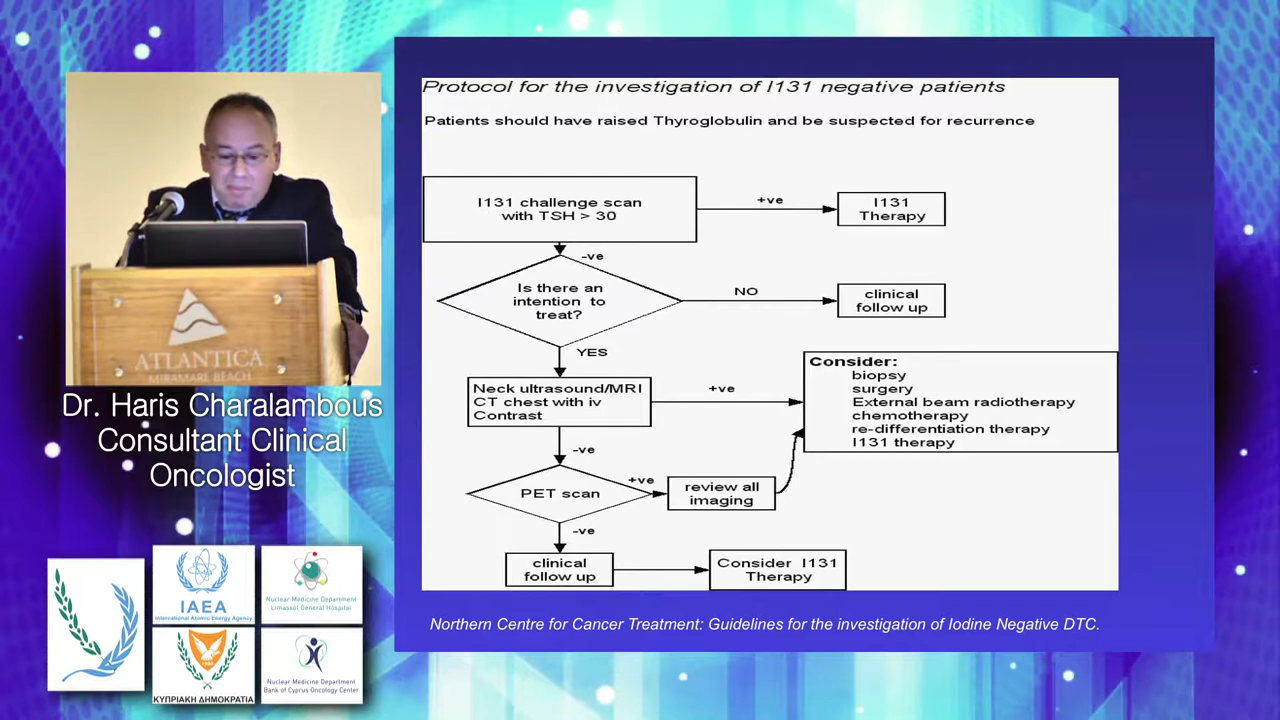 ATLANTICA
MIRAMARE BEACH
Dr. Haris Charalambous
Consultant Clinical
Oncologist
IAEA
International Atomic Energy Agency
Nuclear Medicine Department
Limassol General Hospital
ΚΥΠΡΙΑΚΗ ΔΗΜΟΚΡΑΤΙΑ
Nuclear Medicine Department
Bank of Cyprus Oncology Center
Protocol for the investigation of I131 negative patients
Patients should have raised Thyroglobulin and be suspected for recurrence
I131 challenge scan
with TSH > 30
+ve
I131
Therapy
-ve
Is there an
intention to
treat?
NO
clinical
follow up
YES
Neck ultrasound/MRI
CT chest with iv
Contrast
+ve
Consider:
biopsy
surgery
External beam radiotherapy
chemotherapy
re-differentiation therapy
I131 therapy
-ve
PET scan
+ve
review all
imaging
-ve
clinical
follow up
Consider I131
Therapy
Northern Centre for Cancer Treatment: Guidelines for the investigation of Iodine Negative DTC.